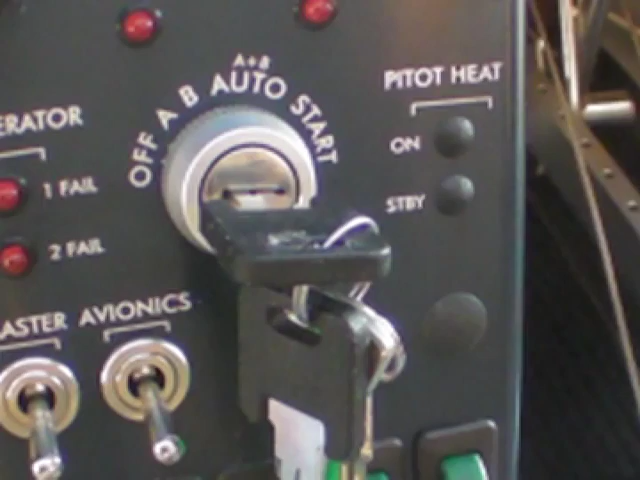 A+B
OFF A B AUTO START
PITOT HEAT
ON
STBY
ERATOR
1 FAIL
2 FAIL
ASTER AVIONICS